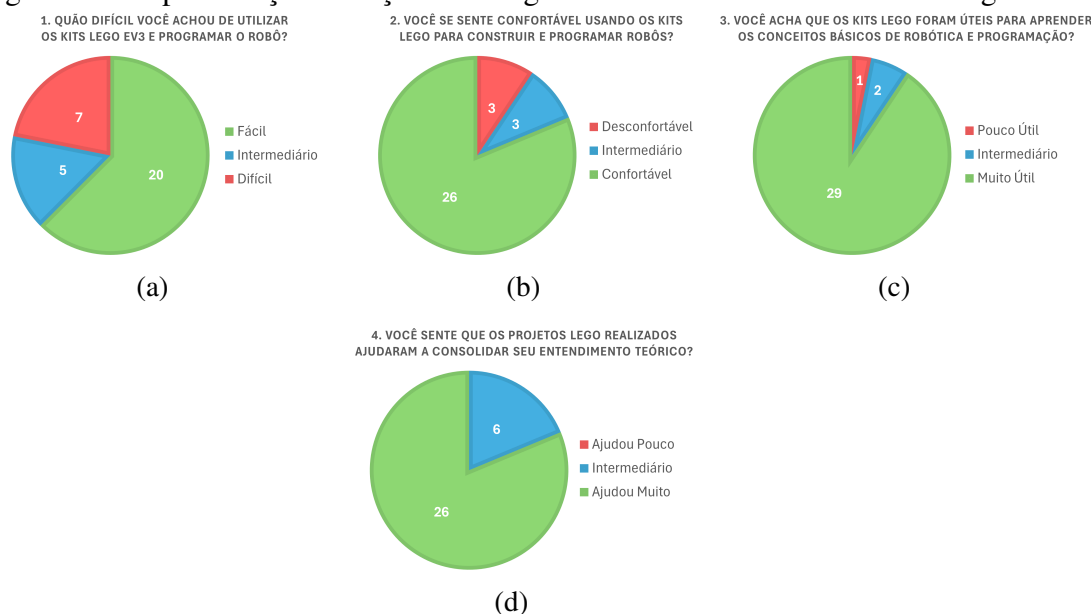 1. QUÃO DIFÍCIL VOCÊ ACHOU DE UTILIZAR
OS KITS LEGO EV3 E PROGRAMAR O ROBÔ?
7
5
20
Fácil
Intermediário
Difícil
(a)
2. VOCÊ SE SENTE CONFORTÁVEL USANDO OS KITS
LEGO PARA CONSTRUIR E PROGRAMAR ROBÔS?
3
3
26
Desconfortável
Intermediário
Confortável
(b)
3. VOCÊ ACHA QUE OS KITS LEGO FORAM ÚTEIS PARA APRENDER
OS CONCEITOS BÁSICOS DE ROBÓTICA E PROGRAMAÇÃO?
1
2
29
Pouco Útil
Intermediário
Muito Útil
(c)
4. VOCÊ SENTE QUE OS PROJETOS LEGO REALIZADOS
AJUDARAM A CONSOLIDAR SEU ENTENDIMENTO TEÓRICO?
6
26
Ajudou Pouco
Intermediário
Ajudou Muito
(d)